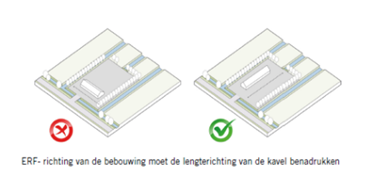 ERF- richting van de bebouwing moet de lengterichting van de kavel benadrukken